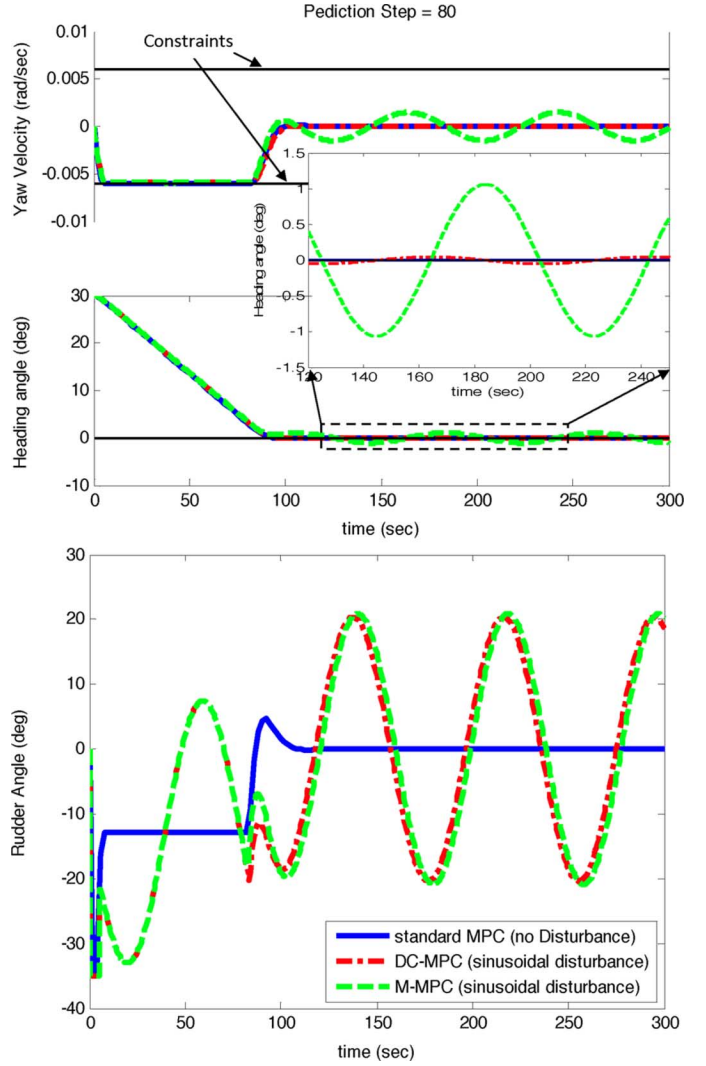 Pediction Step = 80
0.01
Constraints
0.005
0
-0.005
-0.01
Yaw Velocity (rad/sec)
1.5
1
0.5
0
-0.5
-1
-1.5
Heading angle (deg)
120 140 160 180 200 220 240
time (sec)
30
20
10
0
-10
Heading angle (deg)
0 50 100 150 200 250 300
time (sec)
30
20
10
0
-10
-20
-30
-40
Rudder Angle (deg)
standard MPC (no Disturbance)
DC-MPC (sinusoidal disturbance)
M-MPC (sinusoidal disturbance)
0 50 100 150 200 250 300
time (sec)